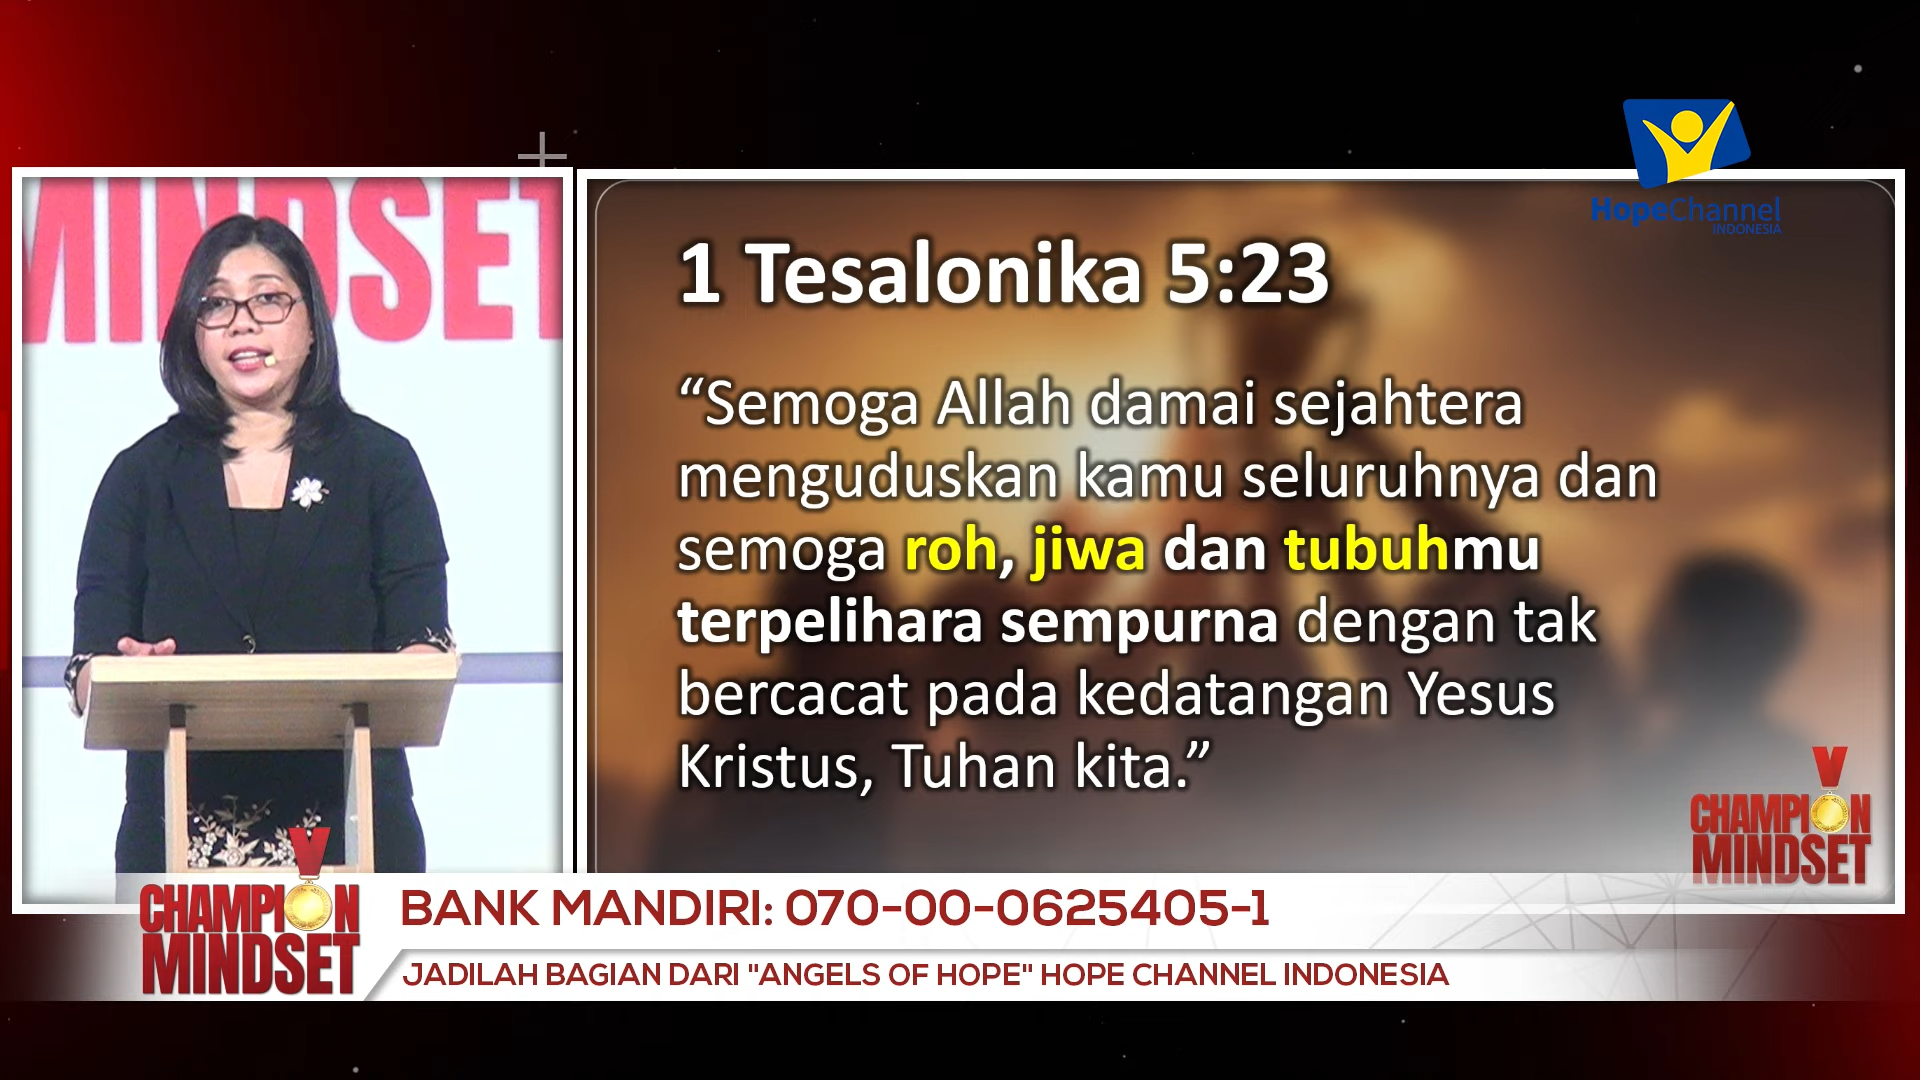 MINDSET
HopeChannel
INDONESIA
1 Tesalonika 5:23
“Semoga Allah damai sejahtera
menguduskan kamu seluruhnya dan
semoga roh, jiwa dan tubuhmu
terpelihara sempurna dengan tak
bercacat pada kedatangan Yesus
Kristus, Tuhan kita.”
CHAMPION
MINDSET
CHAMPION
MINDSET
BANK MANDIRI: 070-00-0625405-1
JADILAH BAGIAN DARI "ANGELS OF HOPE" HOPE CHANNEL INDONESIA